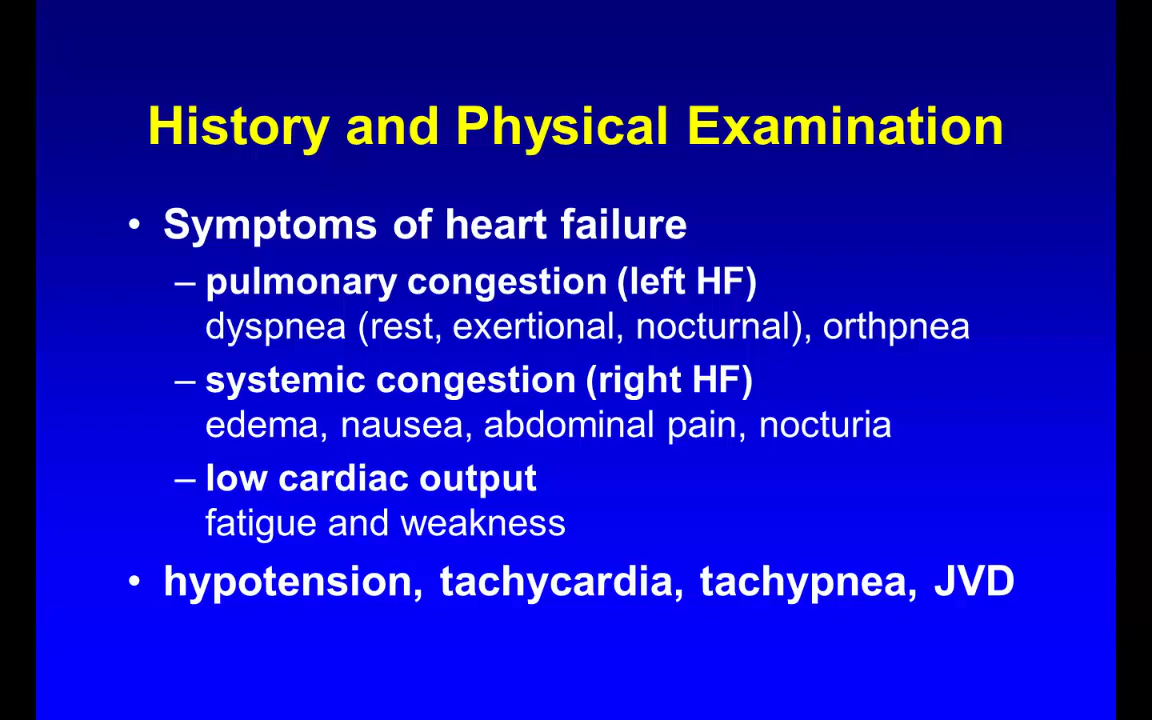 History and Physical Examination
• Symptoms of heart failure
– pulmonary congestion (left HF)
dyspnea (rest, exertional, nocturnal), orthpnea
– systemic congestion (right HF)
edema, nausea, abdominal pain, nocturia
– low cardiac output
fatigue and weakness
• hypotension, tachycardia, tachypnea, JVD